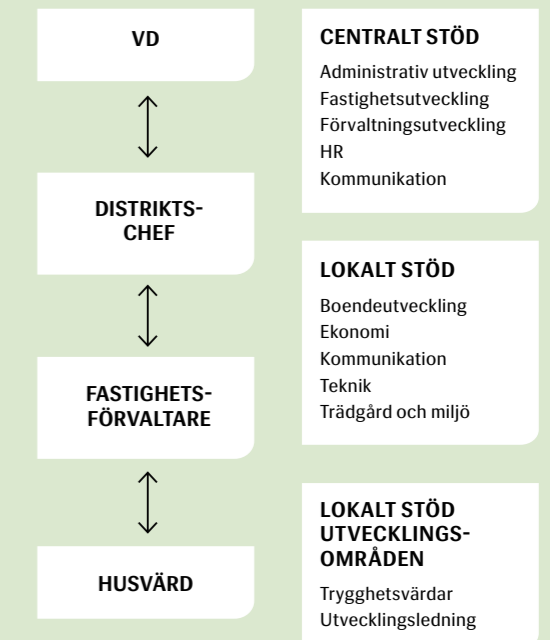 VD
DISTRIKTS-
CHEF
FASTIGHETS-
FÖRVALTARE
HUSVÄRD
CENTRALT STÖD
Administrativ utveckling
Fastighetsutveckling
Förvaltningsutveckling
HR
Kommunikation
LOKALT STÖD
Boendeutveckling
Ekonomi
Kommunikation
Teknik
Trädgård och miljö
LOKALT STÖD
UTVECKLINGS-
OMRÅDEN
Trygghetsvärdar
Utvecklingsledning